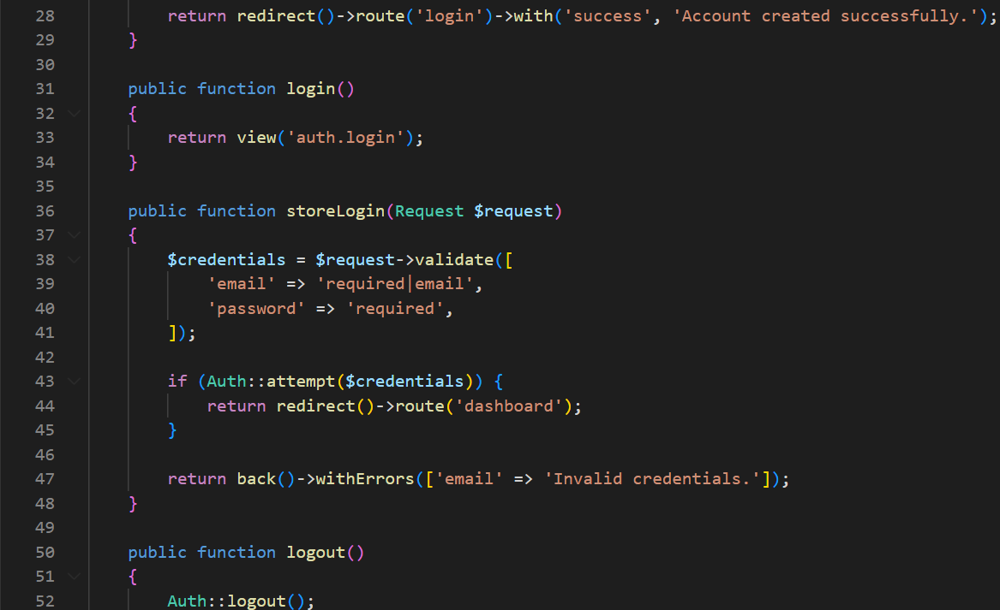 28 return redirect()->route('login')->with('success', 'Account created successfully.');
29 }
30
31 public function login()
32 {
33 return view('auth.login');
34 }
35
36 public function storeLogin(Request $request)
37 {
38 $credentials = $request->validate([
39 'email' => 'required|email',
40 'password' => 'required',
41 ]);
42
43 if (Auth::attempt($credentials)) {
44 return redirect()->route('dashboard');
45 }
46
47 return back()->withErrors(['email' => 'Invalid credentials.']);
48 }
49
50 public function logout()
51 {
52 Auth::logout();